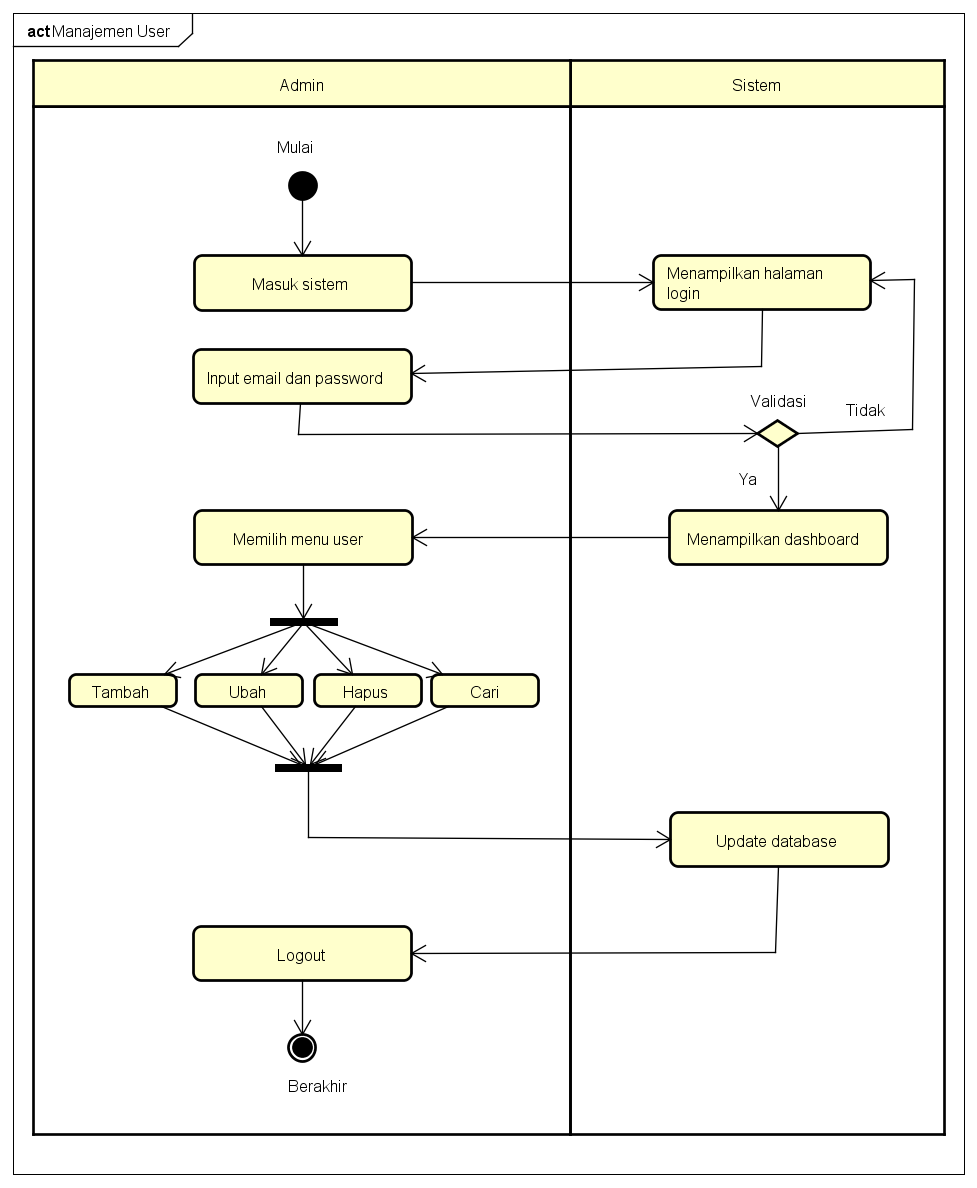 act Manajemen User
Admin
Sistem
Mulai
Masuk sistem
Menampilkan halaman
login
Input email dan password
Validasi
Tidak
Ya
Memilih menu user
Menampilkan dashboard
Tambah
Ubah
Hapus
Cari
Update database
Logout
Berakhir